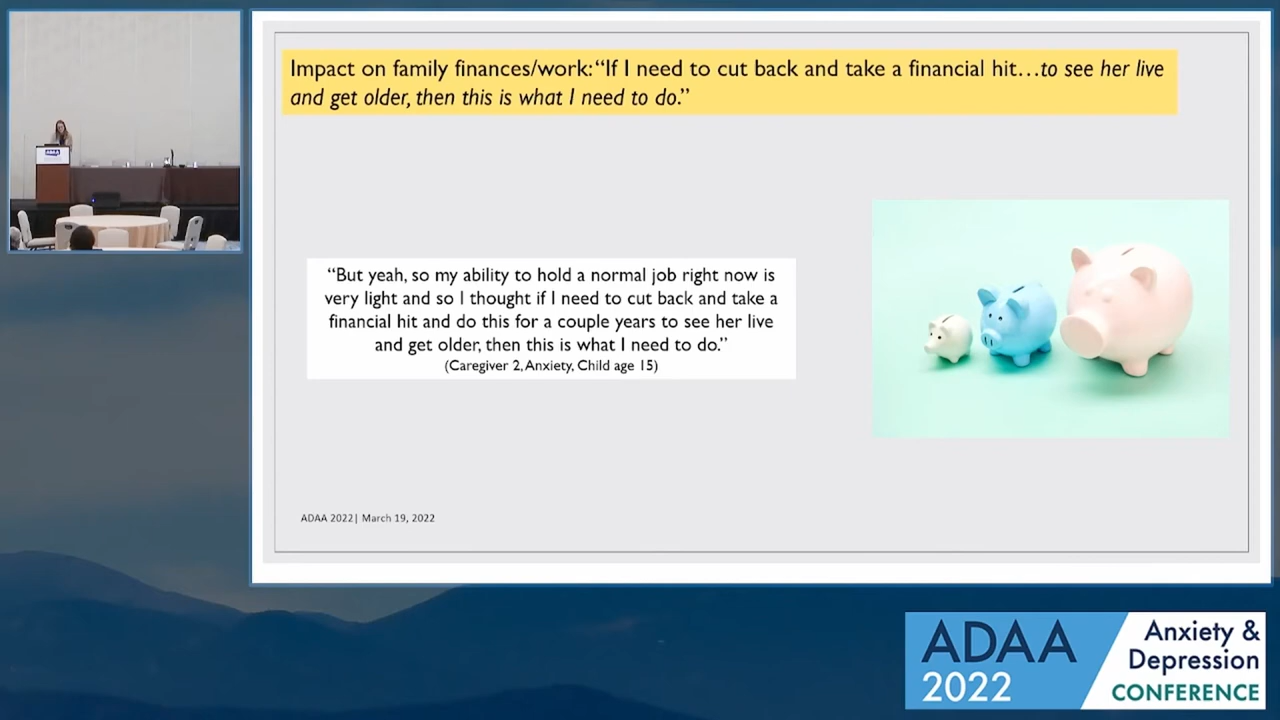 Impact on family finances/work: “If I need to cut back and take a financial hit…to see her live
and get older, then this is what I need to do.”
“But yeah, so my ability to hold a normal job right now is
very light and so I thought if I need to cut back and take a
financial hit and do this for a couple years to see her live
and get older, then this is what I need to do.”
(Caregiver 2, Anxiety, Child age 15)
ADAA 2022| March 19, 2022
ADAA
2022
Anxiety &
Depression
CONFERENCE